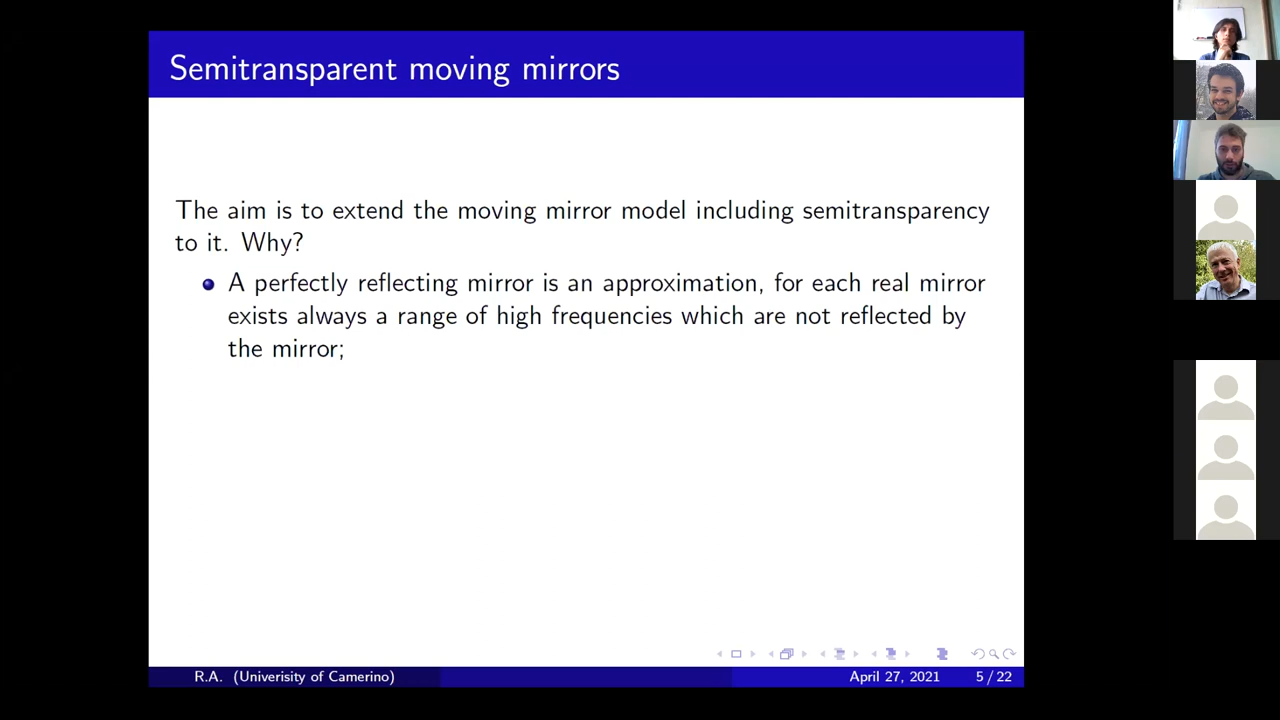 Semitransparent moving mirrors
The aim is to extend the moving mirror model including semitransparency
to it. Why?
A perfectly reflecting mirror is an approximation, for each real mirror
exists always a range of high frequencies which are not reflected by
the mirror;
R.A. (Univerisity of Camerino)
April 27, 2021
5 / 22